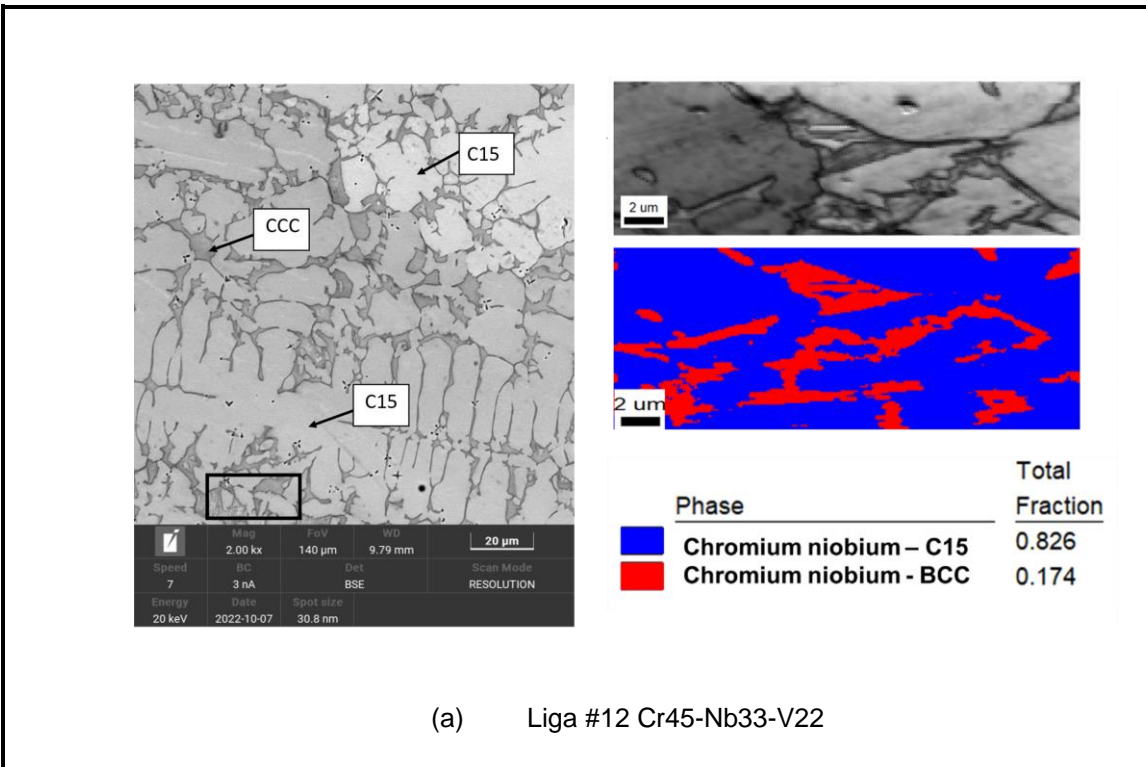 C15
CCC
C15
Mag FoV WD
2.00 kx 140 µm 9.79 mm 20 µm
Speed BC Det Scan Mode
7 3 nA BSE RESOLUTION
Energy Date Spot size
20 keV 2022-10-07 30.8 nm
2 um
2 um
Total
Phase Fraction
Chromium niobium – C15 0.826
Chromium niobium - BCC 0.174
(a) Liga #12 Cr45-Nb33-V22